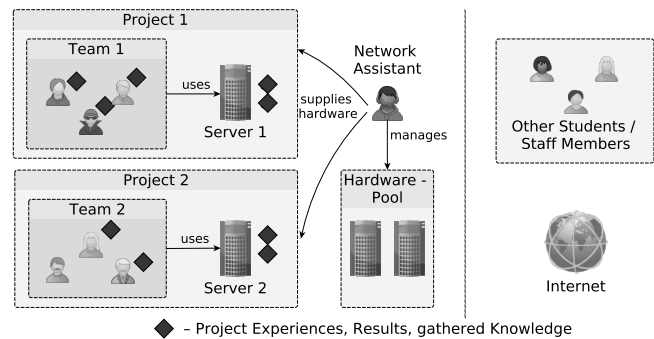 Project 1
Team 1
uses
Server 1
Network
Assistant
supplies
hardware
manages
Project 2
Team 2
uses
Server 2
Hardware -
Pool
Other Students /
Staff Members
Internet
– Project Experiences, Results, gathered Knowledge